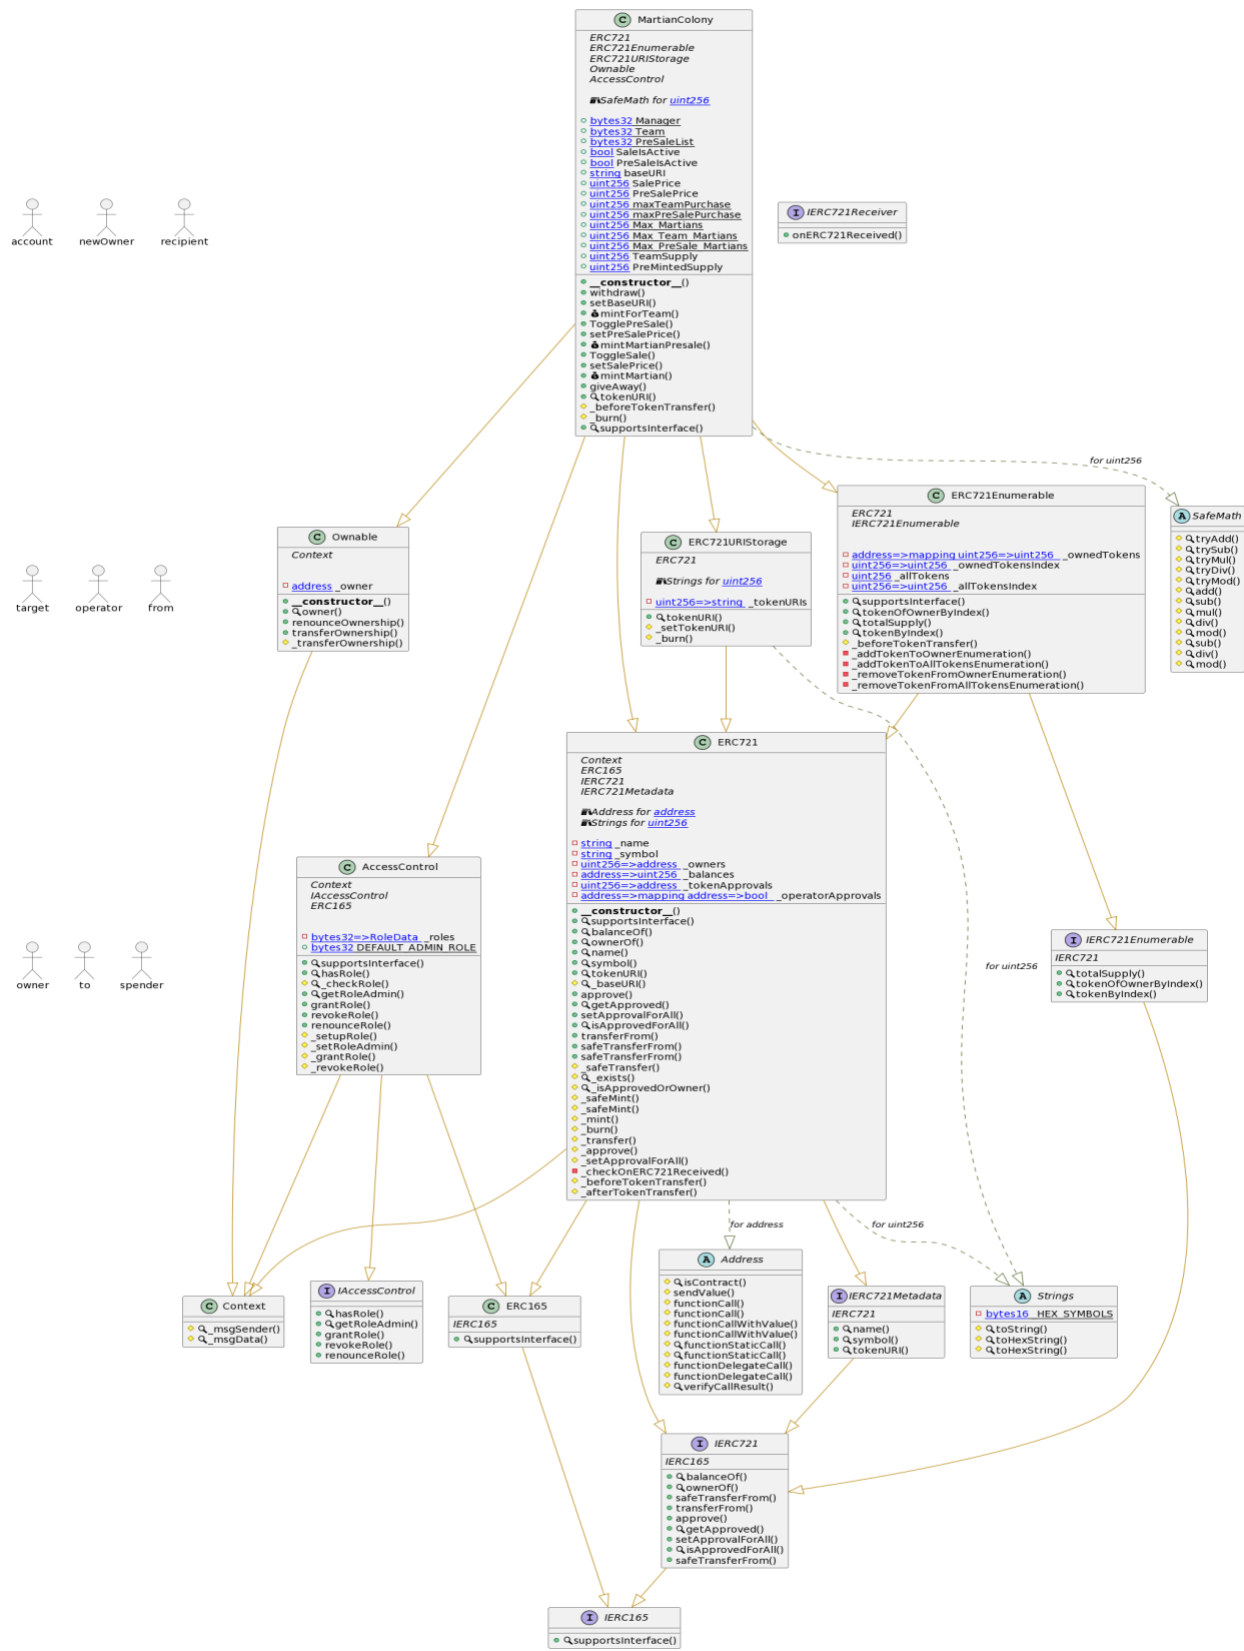 MartianColony
ERC721
ERC721Enumerable
ERC721URIStorage
Ownable
AccessControl
SafeMath for uint256
bytes32 Manager
bytes32 Team
bytes32 PreSaleList
bool SaleIsActive
bool PreSaleIsActive
string baseURI
uint256 SalePrice
uint256 PreSalePrice
uint256 maxTeamPurchase
uint256 maxPreSalePurchase
uint256 Max_Martians
uint256 Max_Team_Martians
uint256 Max_PreSale_Martians
uint256 TeamSupply
uint256 PreMintedSupply
__constructor__()
withdraw()
setBaseURI()
mintForTeam()
TogglePreSale()
setPreSalePrice()
mintMartianPresale()
ToggleSale()
setSalePrice()
mintMartian()
giveAway()
tokenURI()
_beforeTokenTransfer()
_burn()
supportsInterface()
account
newOwner
recipient
IERC721Receiver
onERC721Received()
for uint256
Ownable
Context
address _owner
__constructor__()
owner()
renounceOwnership()
transferOwnership()
_transferOwnership()
ERC721URIStorage
ERC721
Strings for uint256
uint256=>string _tokenURIs
tokenURI()
_setTokenURI()
_burn()
ERC721Enumerable
ERC721
IERC721Enumerable
address=>mapping uint256=>uint256 _ownedTokens
uint256=>uint256 _ownedTokensIndex
uint256 _allTokens
uint256=>uint256 _allTokensIndex
supportsInterface()
tokenOfOwnerByIndex()
totalSupply()
tokenByIndex()
_beforeTokenTransfer()
_addTokenToOwnerEnumeration()
_addTokenToAllTokensEnumeration()
_removeTokenFromOwnerEnumeration()
_removeTokenFromAllTokensEnumeration()
SafeMath
tryAdd()
trySub()
tryMul()
tryDiv()
tryMod()
add()
sub()
mul()
div()
mod()
sub()
div()
mod()
target
operator
from
ERC721
Context
ERC165
IERC721
IERC721Metadata
Address for address
Strings for uint256
string _name
string _symbol
uint256=>address _owners
address=>uint256 _balances
uint256=>address _tokenApprovals
address=>mapping address=>bool _operatorApprovals
__constructor__()
supportsInterface()
balanceOf()
ownerOf()
name()
symbol()
tokenURI()
_baseURI()
approve()
getApproved()
setApprovalForAll()
isApprovedForAll()
transferFrom()
safeTransferFrom()
safeTransferFrom()
_safeTransfer()
_exists()
_isApprovedOrOwner()
_safeMint()
_safeMint()
_mint()
_burn()
_transfer()
_approve()
_setApprovalForAll()
_checkOnERC721Received()
_beforeTokenTransfer()
_afterTokenTransfer()
AccessControl
Context
IAccessControl
ERC165
bytes32=>RoleData _roles
bytes32 DEFAULT_ADMIN_ROLE
supportsInterface()
hasRole()
_checkRole()
getRoleAdmin()
grantRole()
revokeRole()
renounceRole()
_setupRole()
_setRoleAdmin()
_grantRole()
_revokeRole()
owner
to
spender
for uint256
IERC721Enumerable
IERC721
totalSupply()
tokenOfOwnerByIndex()
tokenByIndex()
for address
for uint256
Context
_msgSender()
_msgData()
IAccessControl
hasRole()
getRoleAdmin()
grantRole()
revokeRole()
renounceRole()
ERC165
IERC165
supportsInterface()
Address
isContract()
sendValue()
functionCall()
functionCall()
functionCallWithValue()
functionCallWithValue()
functionStaticCall()
functionStaticCall()
functionDelegateCall()
functionDelegateCall()
verifyCallResult()
IERC721Metadata
IERC721
name()
symbol()
tokenURI()
Strings
bytes16 _HEX_SYMBOLS
toString()
toHexString()
toHexString()
IERC721
IERC165
balanceOf()
ownerOf()
safeTransferFrom()
transferFrom()
approve()
getApproved()
setApprovalForAll()
isApprovedForAll()
safeTransferFrom()
IERC165
supportsInterface()